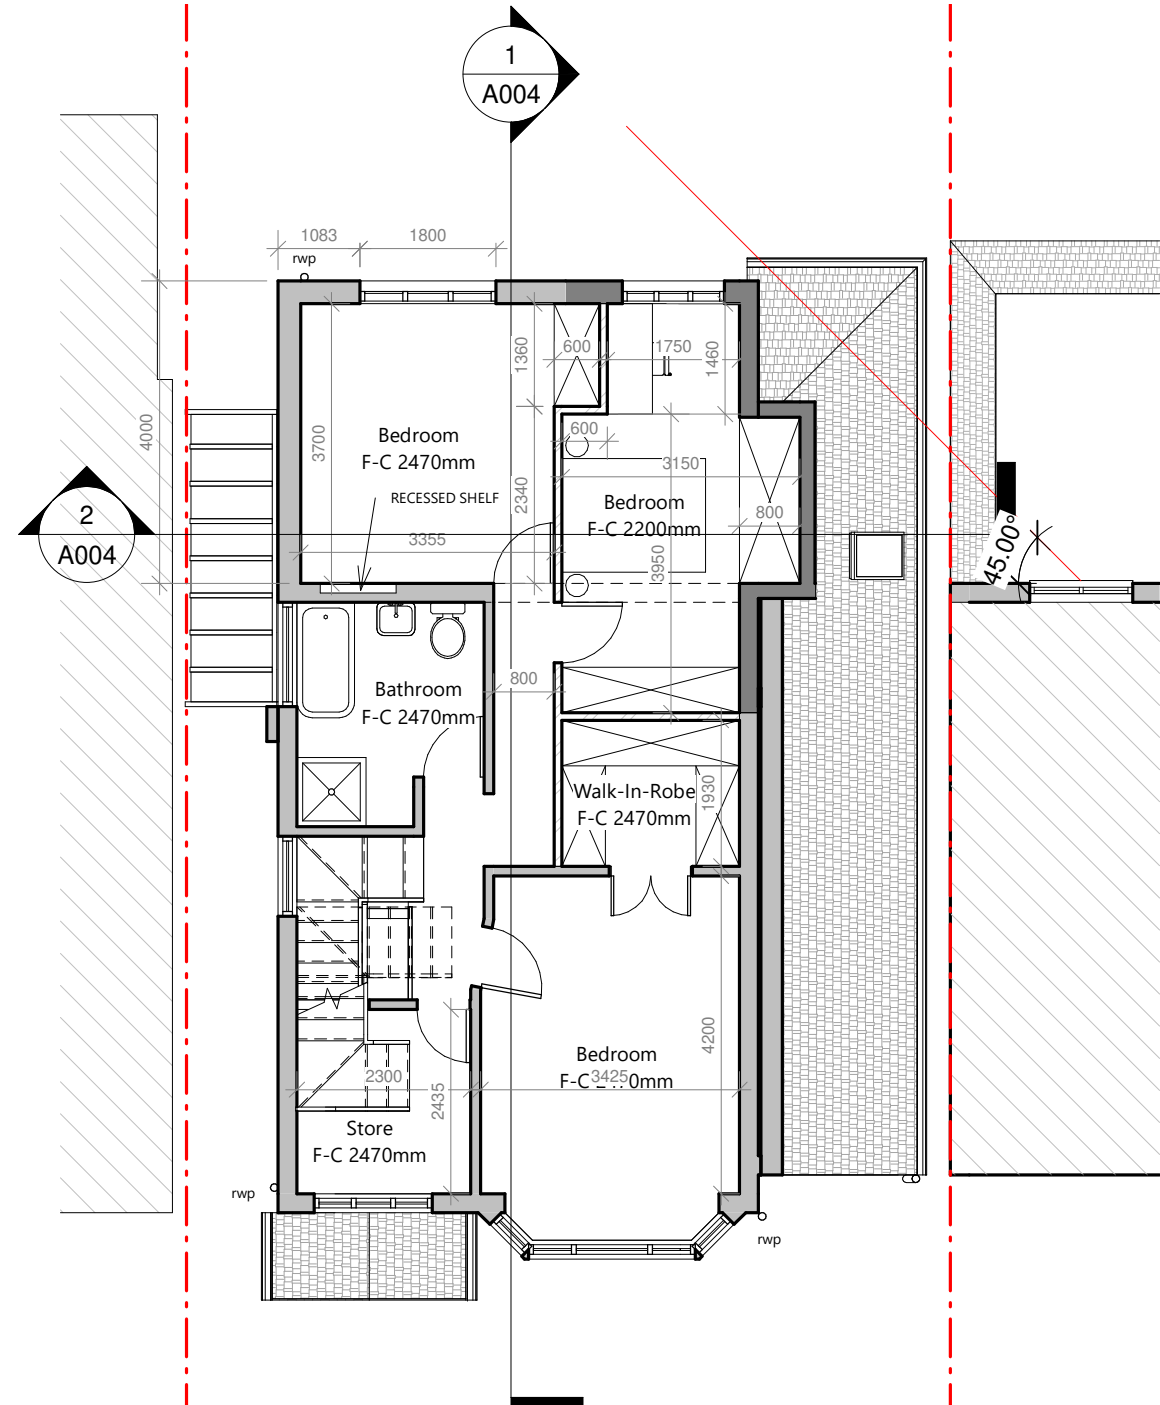 1
A004
1083
1800
rwp
4000
3700
1360
600
1750
1460
Bedroom
F-C 2470mm
RECESSED SHELF
2340
3355
600
3150
Bedroom
F-C 2200mm
800
3950
2
A004
45.00°
Bathroom
F-C 2470mm
800
Walk-In-Robe
F-C 2470mm
1930
4200
Bedroom
F-C 2470mm
3425
2300
2435
Store
F-C 2470mm
rwp
rwp